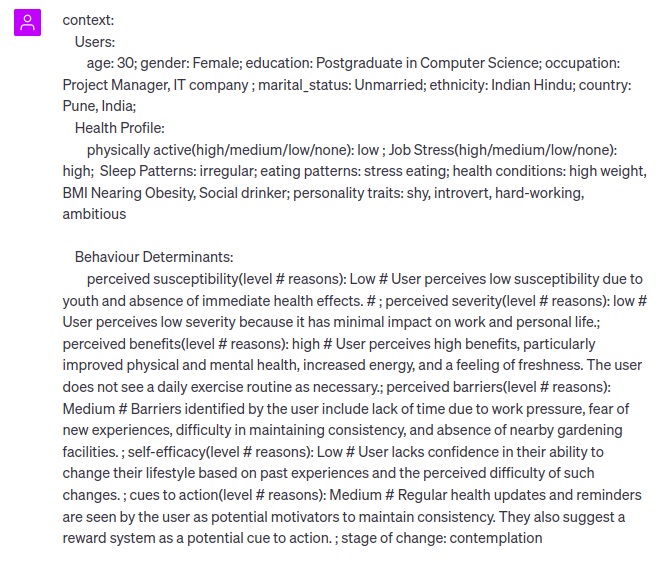 context:
Users:
age: 30; gender: Female; education: Postgraduate in Computer Science; occupation:
Project Manager, IT company ; marital_status: Unmarried; ethnicity: Indian Hindu; country:
Pune, India;
Health Profile:
physically active(high/medium/low/none): low ; Job Stress(high/medium/low/none):
high;  Sleep Patterns: irregular; eating patterns: stress eating; health conditions: high weight,
BMI Nearing Obesity, Social drinker; personality traits: shy, introvert, hard-working,
ambitious
Behaviour Determinants:
perceived susceptibility(level # reasons): Low # User perceives low susceptibility due to
youth and absence of immediate health effects. # ; perceived severity(level # reasons): low #
User perceives low severity because it has minimal impact on work and personal life.;
perceived benefits(level # reasons): high # User perceives high benefits, particularly
improved physical and mental health, increased energy, and a feeling of freshness. The user
does not see a daily exercise routine as necessary.; perceived barriers(level # reasons):
Medium # Barriers identified by the user include lack of time due to work pressure, fear of
new experiences, difficulty in maintaining consistency, and absence of nearby gardening
facilities. ; self-efficacy(level # reasons): Low # User lacks confidence in their ability to
change their lifestyle based on past experiences and the perceived difficulty of such
changes. ; cues to action(level # reasons): Medium # Regular health updates and reminders
are seen by the user as potential motivators to maintain consistency. They also suggest a
reward system as a potential cue to action. ; stage of change: contemplation